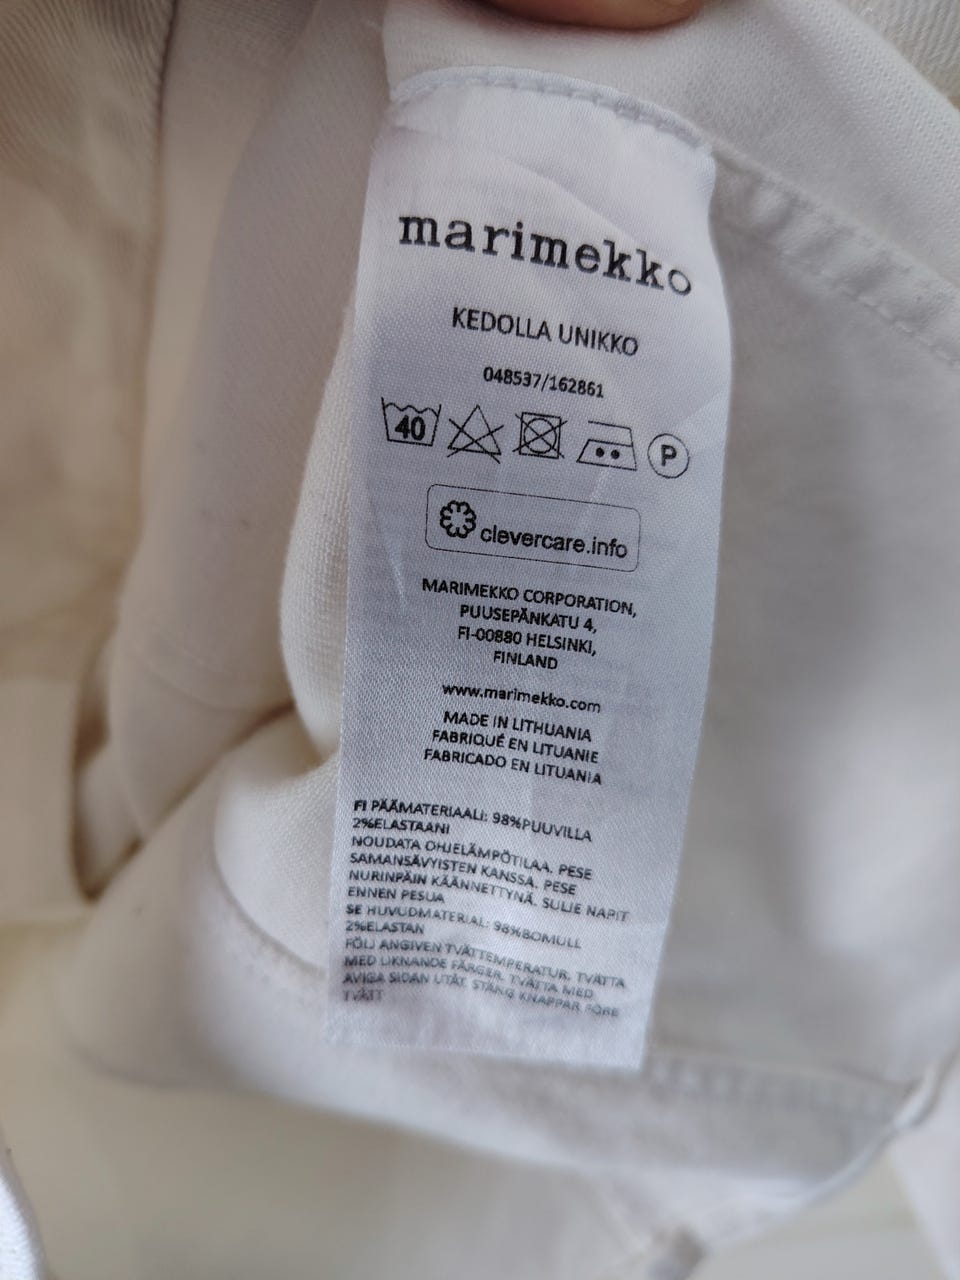 marimekko
KEDOLLA UNIKKO
048537/162861
40
P
clevercare.info
MARIMEKKO CORPORATION,
PUUSEPÄNKATU 4,
FI-00880 HELSINKI,
FINLAND
www.marimekko.com
MADE IN LITHUANIA
FABRIQUÉ EN LITUANIE
FABRICADO EN LITUANIA
FI PÄÄMATERIAALI: 98%PUUVILLA
2%ELASTAANI
NOUDATA OHJELÄMPÖTILAA. PESE
SAMANSÄVYISTEN KANSSA. PESE
NURINPÄIN KÄÄNNETTYNÄ. SULJE NAPIT
ENNEN PESUA
SE HUVUDMATERIAL: 98%BOMULL
2%ELASTAN
FÖLJ ANGIVEN TVÄTTEMPERATUR. TVÄTTA
MED LIKNANDE FÄRGER. TVÄTTA MED
AVIGA SIDAN UTÅT. STÄNG KNAPPAR FÖRE
TVÄTT